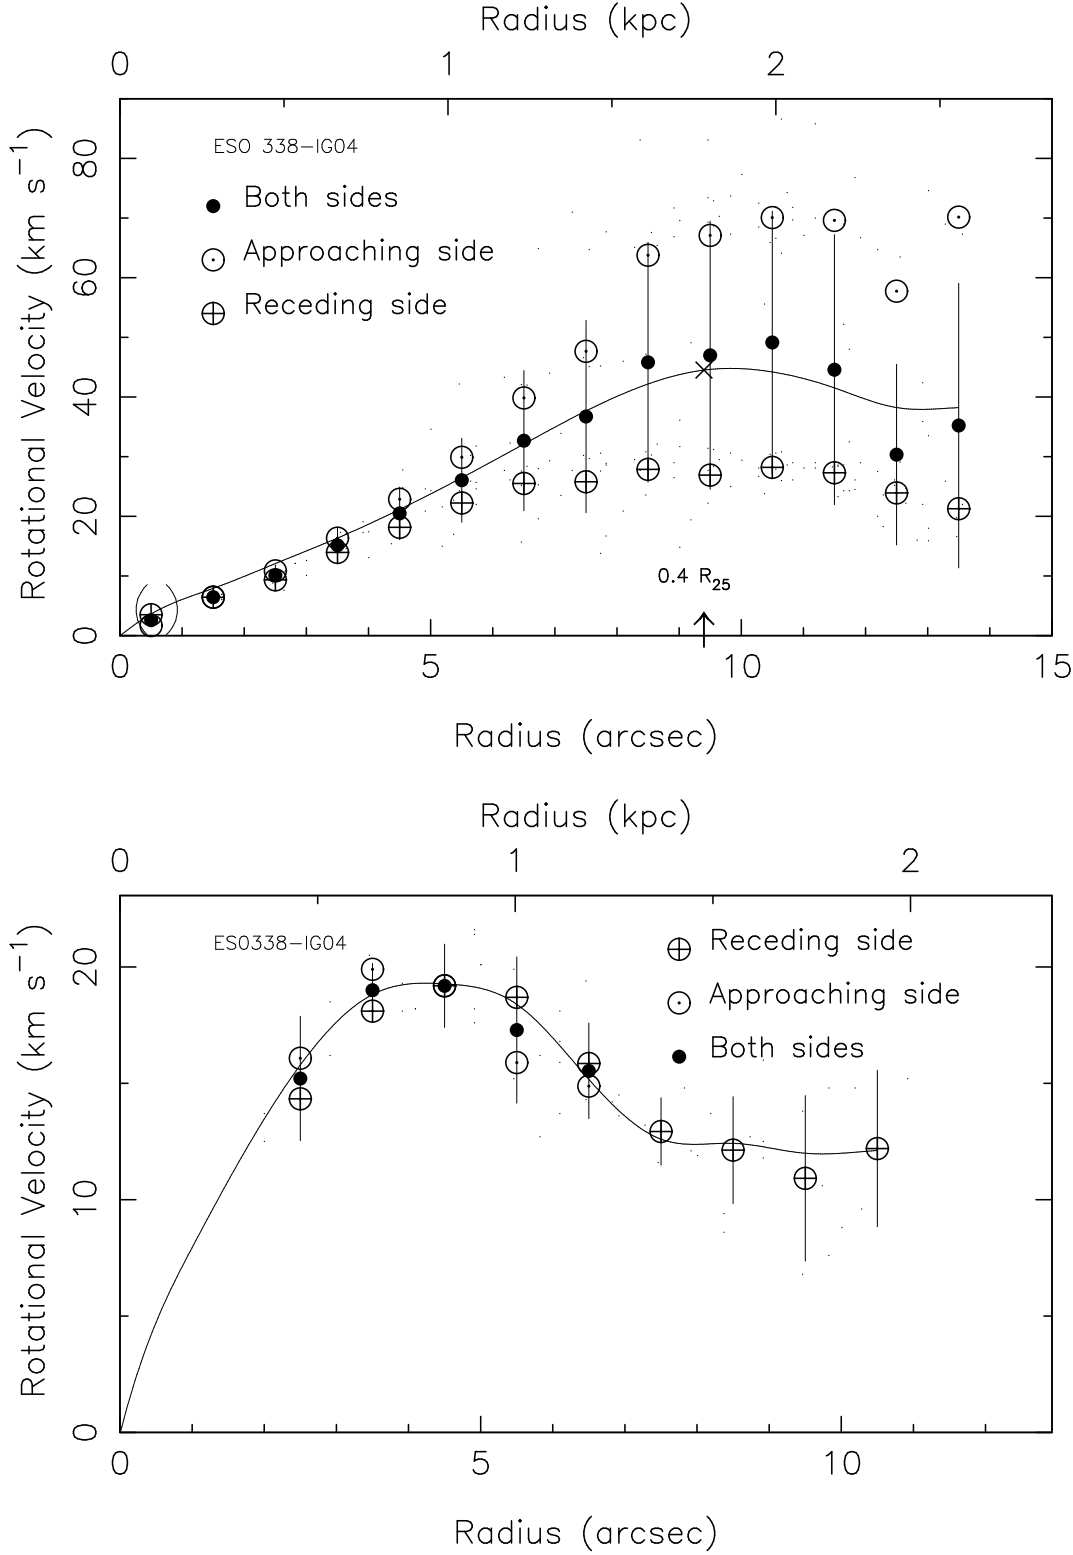 Radius (kpc)
0 1 2
Rotational Velocity (km s⁻¹)
80
60
40
20
0
ESO 338-IG04
Both sides
Approaching side
Receding side
0.4 R₂₅
0 5 10 15
Radius (arcsec)
Radius (kpc)
0 1 2
Rotational Velocity (km s⁻¹)
20
10
0
ESO338-IG04
Receding side
Approaching side
Both sides
0 5 10
Radius (arcsec)